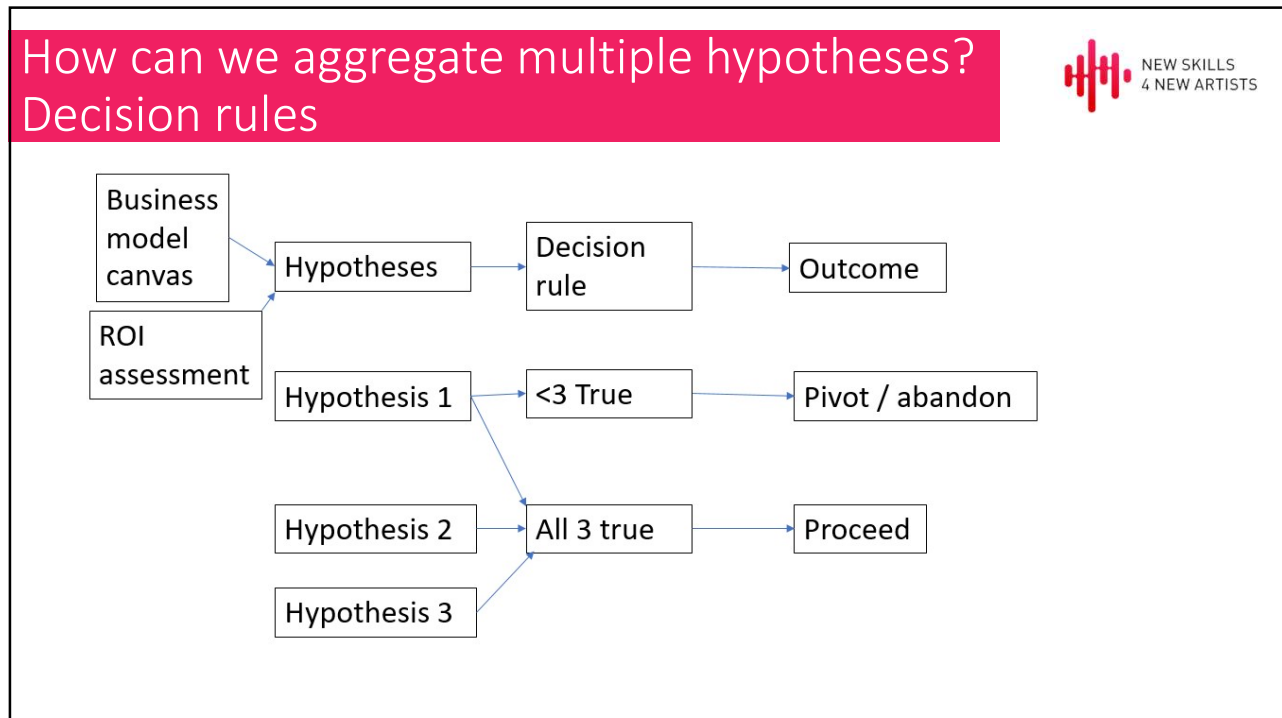 How can we aggregate multiple hypotheses?
Decision rules
NEW SKILLS
4 NEW ARTISTS
Business
model
canvas
Hypotheses
Decision
rule
Outcome
ROI
assessment
Hypothesis 1
<3 True
Pivot / abandon
Hypothesis 2
All 3 true
Proceed
Hypothesis 3